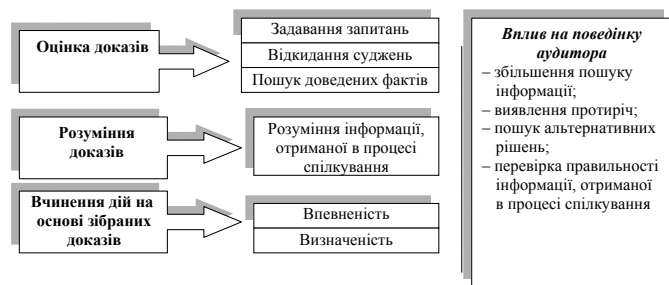 Оцінка доказів
Задавання запитань
Відкидання суджень
Пошук доведених фактів
Розуміння
доказів
Розуміння інформації,
отриманої в процесі
спілкування
Вчинення дій на
основі зібраних
доказів
Впевненість
Визначеність
Вплив на поведінку
аудитора
– збільшення пошуку
інформації;
– виявлення протиріч;
– пошук альтернативних
рішень;
– перевірка правильності
інформації, отриманої
в процесі спілкування